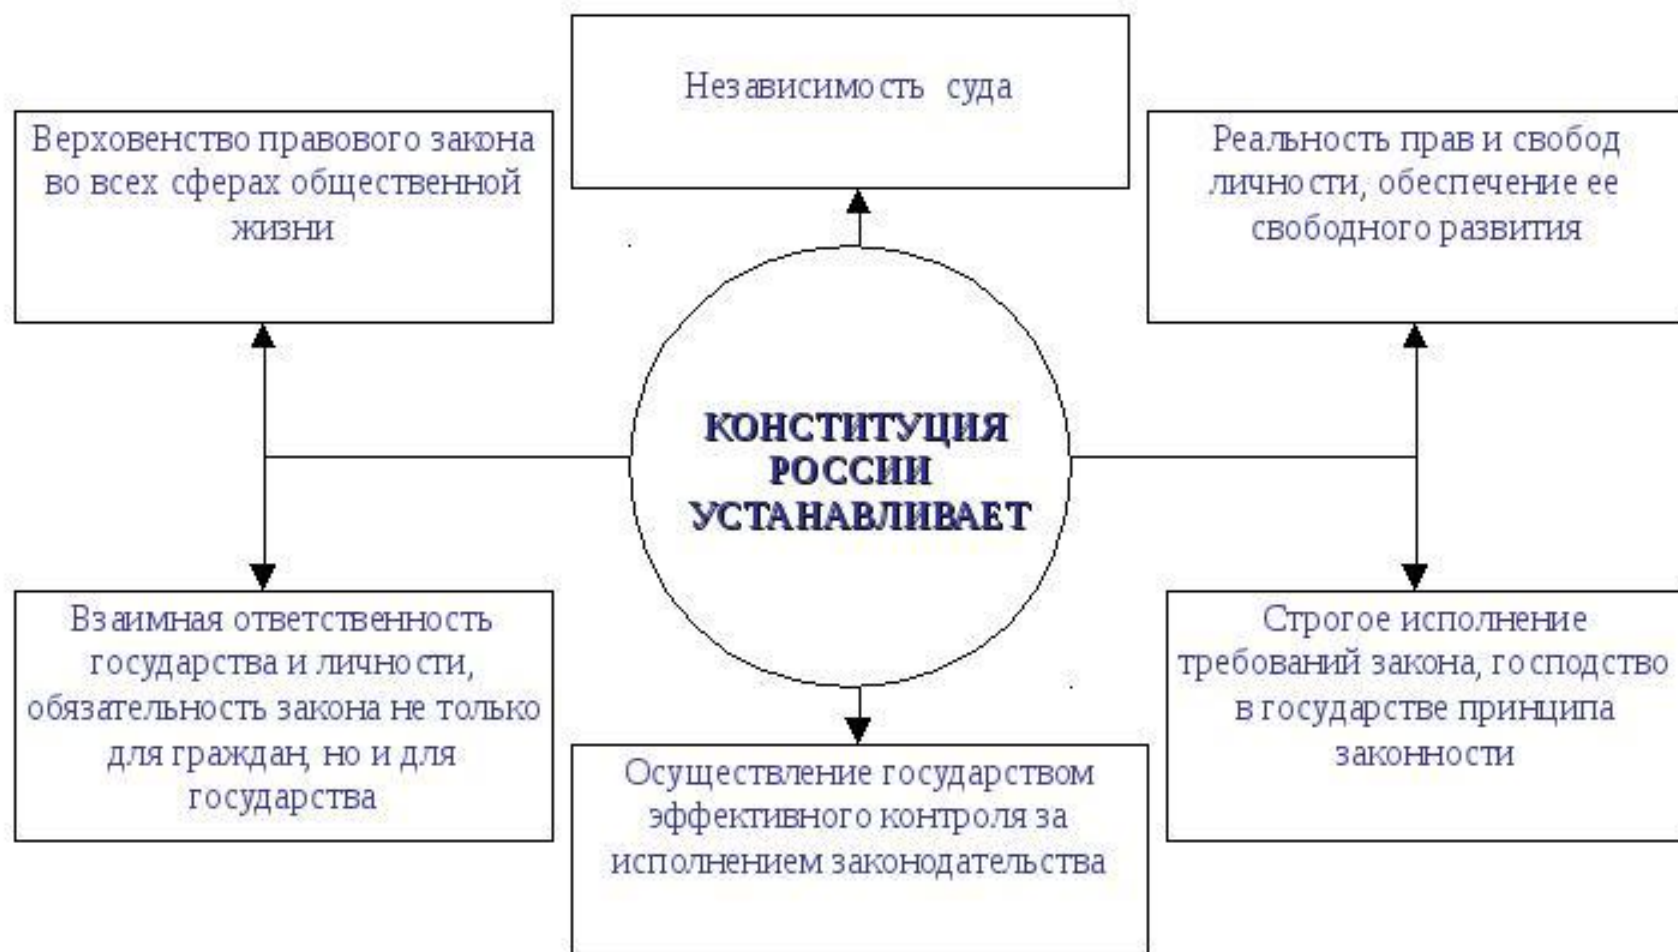 Независимость суда
Верховенство правового закона
во всех сферах общественной
жизни
Реальность прав и свобод
личности, обеспечение ее
свободного развития
КОНСТИТУЦИЯ
РОССИИ
УСТАНАВЛИВАЕТ
Взаимная ответственность
государства и личности,
обязательность закона не только
для граждан, но и для
государства
Осуществление государством
эффективного контроля за
исполнением законодательства
Строгое исполнение
требований закона, господство
в государстве принципа
законности